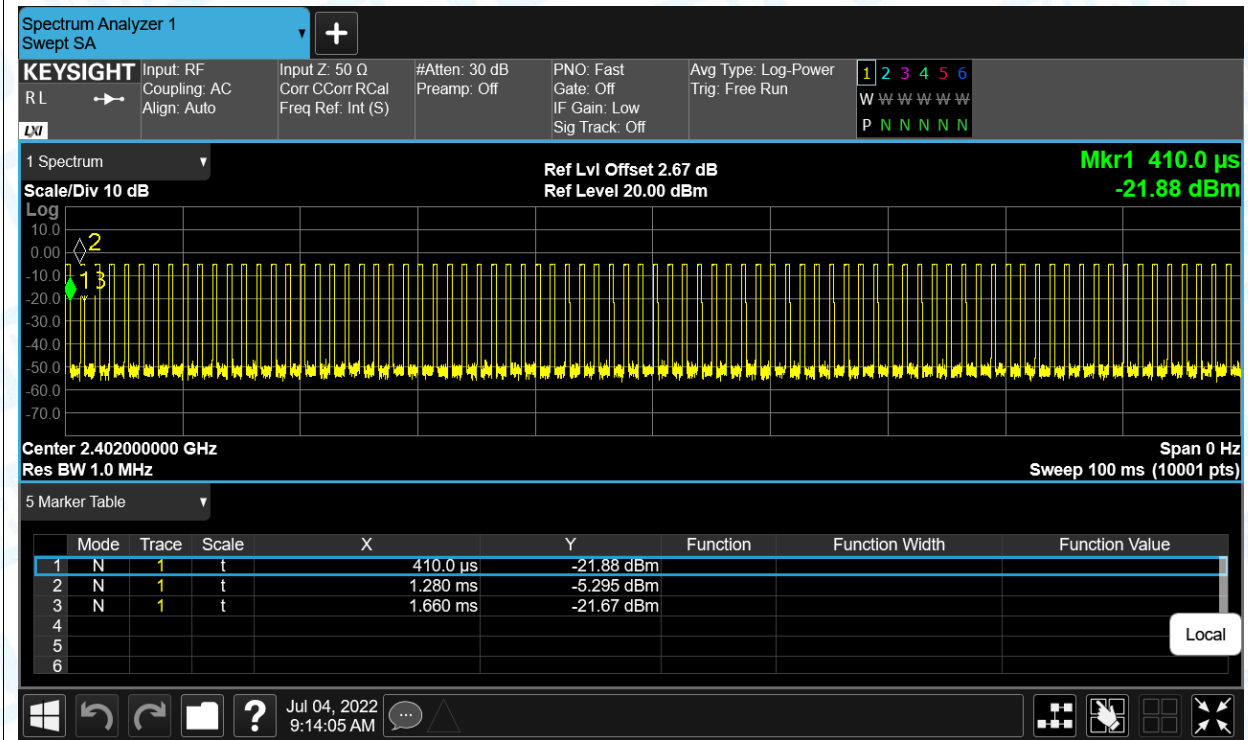 Spectrum Analyzer 1
Swept SA
KEYSIGHT
R L
LXI
Input: RF
Coupling: AC
Align: Auto
Input Z: 50 Ω
Corr CCorr RCal
Freq Ref: Int (S)
#Atten: 30 dB
Preamp: Off
PNO: Fast
Gate: Off
IF Gain: Low
Sig Track: Off
Avg Type: Log-Power
Trig: Free Run
1 2 3 4 5 6
W W W W W W
P N N N N N
1 Spectrum
Scale/Div 10 dB
Ref Lvl Offset 2.67 dB
Ref Level 20.00 dBm
Mkr1 410.0 µs
-21.88 dBm
Log
10.0
0.00
-10.0
-20.0
-30.0
-40.0
-50.0
-60.0
-70.0
2
1 3
Center 2.402000000 GHz
Res BW 1.0 MHz
Span 0 Hz
Sweep 100 ms (10001 pts)
5 Marker Table
Mode Trace Scale X Y Function Function Width Function Value
1 N 1 t 410.0 µs -21.88 dBm
2 N 1 t 1.280 ms -5.295 dBm
3 N 1 t 1.660 ms -21.67 dBm
4
5
6
Local
?
Jul 04, 2022
9:14:05 AM